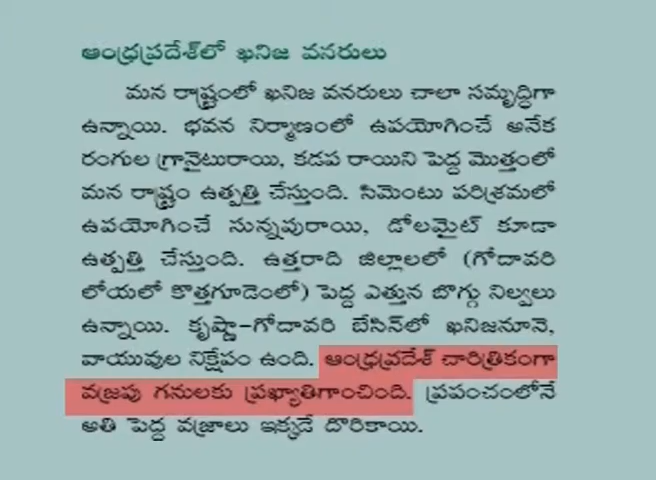 ఆంధ్రప్రదేశ్‌లో ఖనిజ వనరులు
మన రాష్ట్రంలో ఖనిజ వనరులు చాలా సమృద్ధిగా
ఉన్నాయి. భవన నిర్మాణంలో ఉపయోగించే అనేక
రంగుల గ్రానైటురాయి, కడప రాయిని పెద్ద మొత్తంలో
మన రాష్ట్రం ఉత్పత్తి చేస్తుంది. సిమెంటు పరిశ్రమలో
ఉపయోగించే సున్నపురాయి, డోలమైట్ కూడా
ఉత్పత్తి చేస్తుంది. ఉత్తరాది జిల్లాలలో (గోదావరి
లోయలో కొత్తగూడెంలో) పెద్ద ఎత్తున బొగ్గు నిల్వలు
ఉన్నాయి. కృష్ణా-గోదావరి బేసిన్‌లో ఖనిజనూనె,
వాయువుల నిక్షేపం ఉంది. ఆంధ్రప్రదేశ్ చారిత్రికంగా
వజ్రపు గనులకు ప్రఖ్యాతిగాంచింది. ప్రపంచంలోనే
అతి పెద్ద వజ్రాలు ఇక్కడే దొరికాయి.